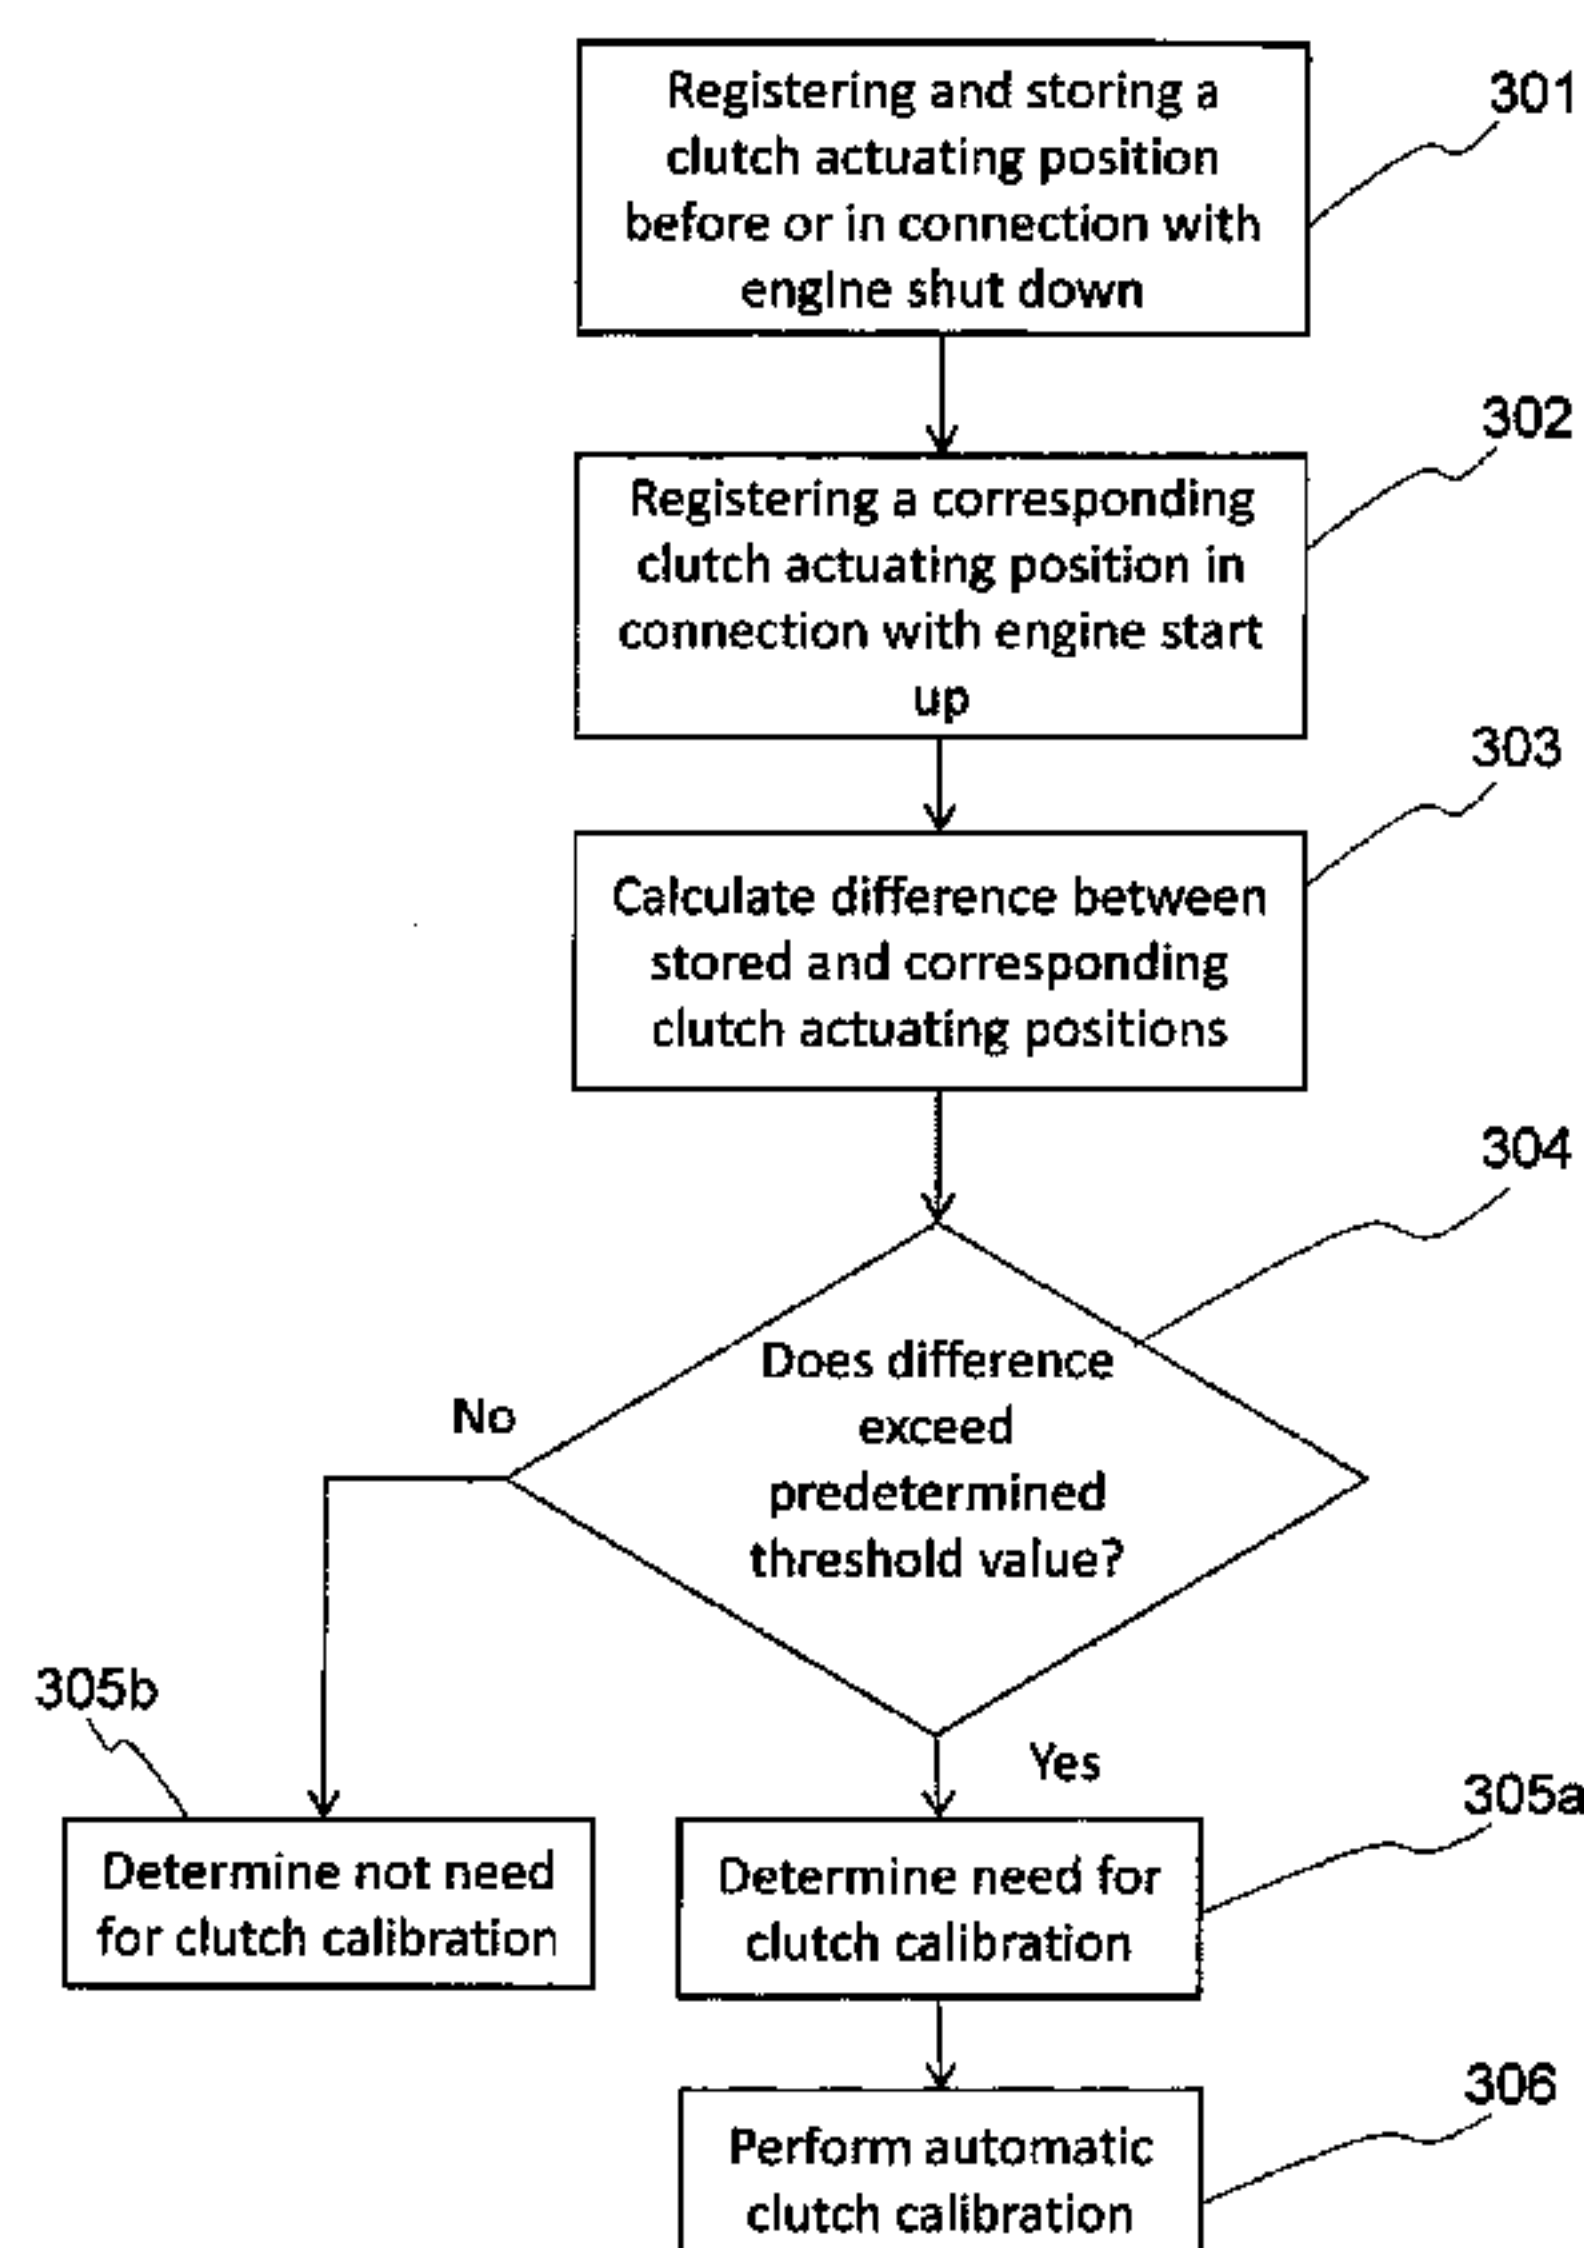 Registering and storing a
clutch actuating position
before or in connection with
engine shut down
301
Registering a corresponding
clutch actuating position in
connection with engine start
up
302
Calculate difference between
stored and corresponding
clutch actuating positions
303
Does difference
exceed
predetermined
threshold value?
304
No
Yes
305b
Determine not need
for clutch calibration
Determine need for
clutch calibration
305a
Perform automatic
clutch calibration
306